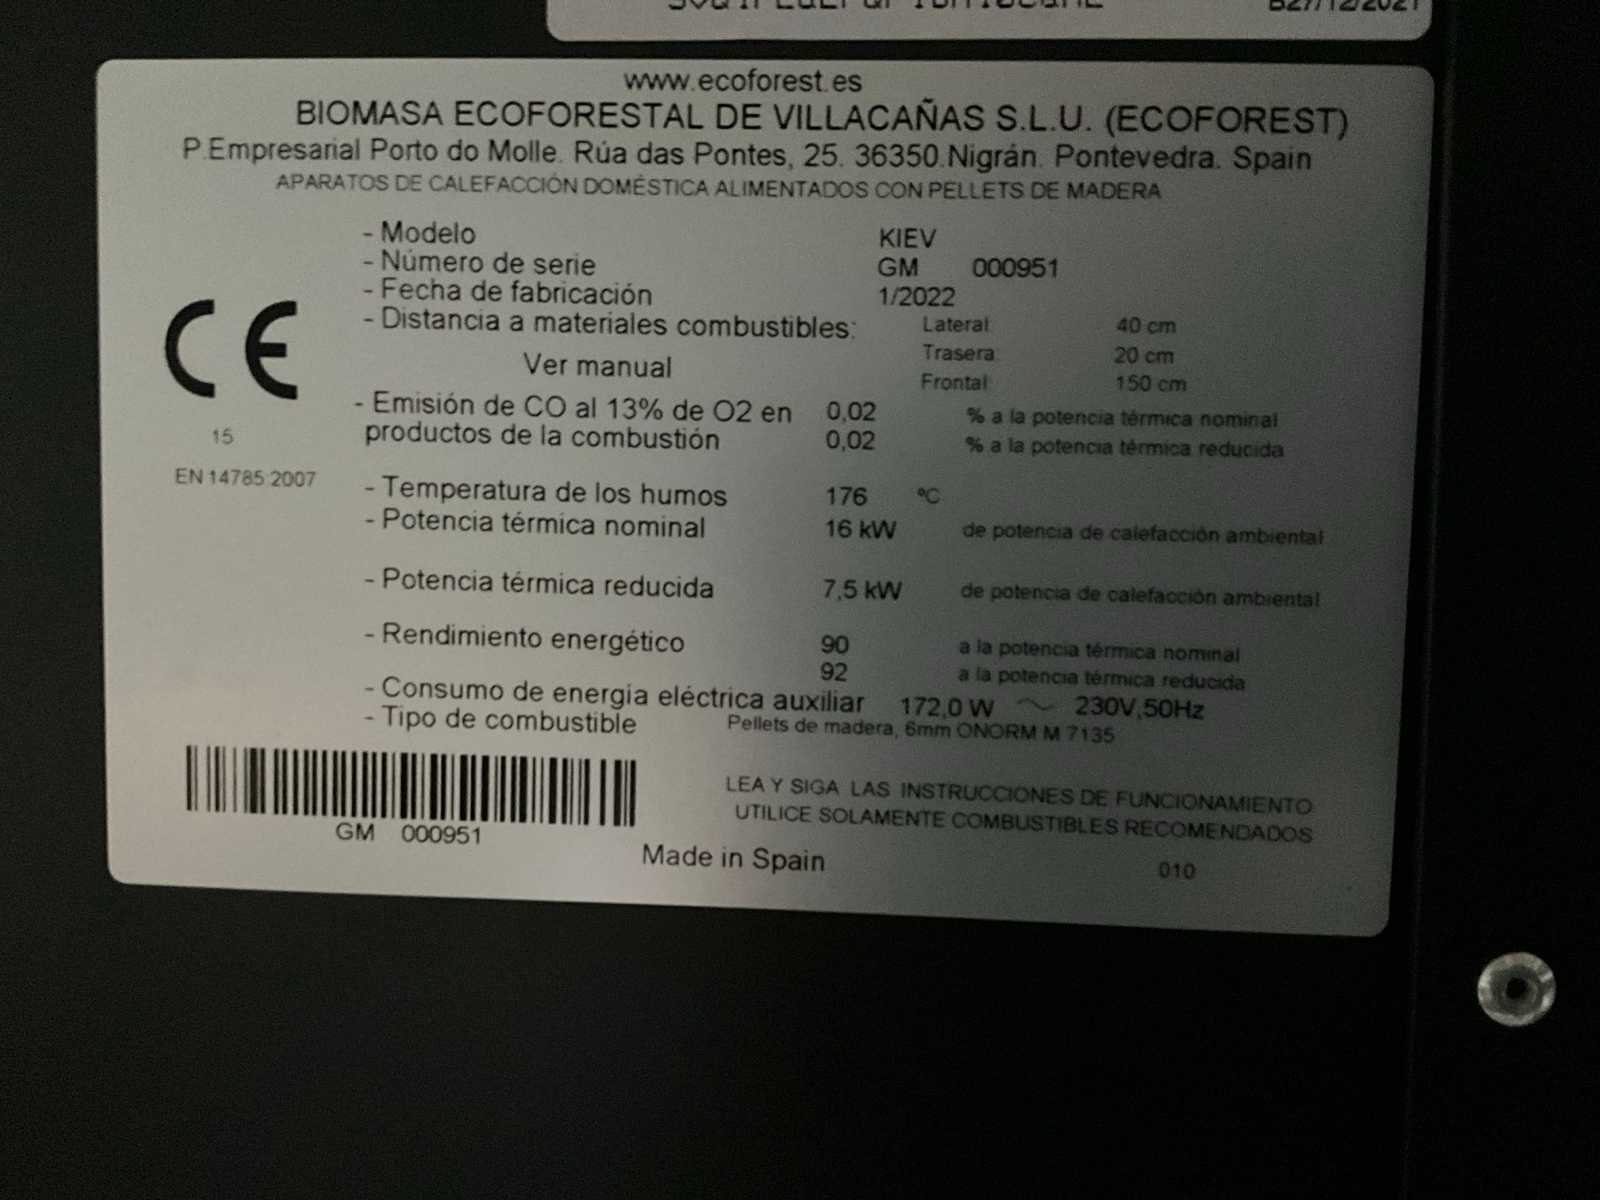 B27/12/2021
www.ecoforest.es
BIOMASA ECOFORESTAL DE VILLACAÑAS S.L.U. (ECOFOREST)
P.Empresarial Porto do Molle. Rúa das Pontes, 25. 36350.Nigrán. Pontevedra. Spain
APARATOS DE CALEFACCIÓN DOMÉSTICA ALIMENTADOS CON PELLETS DE MADERA
- Modelo KIEV
- Número de serie GM 000951
- Fecha de fabricación 1/2022
- Distancia a materiales combustibles: Lateral 40 cm
Ver manual Trasera 20 cm
Frontal 150 cm
CE
15
EN 14785:2007
- Emisión de CO al 13% de O2 en 0,02 % a la potencia térmica nominal
productos de la combustión 0,02 % a la potencia térmica reducida
- Temperatura de los humos 176 ºC
- Potencia térmica nominal 16 kW de potencia de calefacción ambiental
- Potencia térmica reducida 7,5 kW de potencia de calefacción ambiental
- Rendimiento energético 90 a la potencia térmica nominal
92 a la potencia térmica reducida
- Consumo de energia eléctrica auxiliar 172,0 W ~ 230V,50Hz
- Tipo de combustible Pellets de madera, 6mm ONORM M 7135
GM 000951
LEA Y SIGA LAS INSTRUCCIONES DE FUNCIONAMIENTO
UTILICE SOLAMENTE COMBUSTIBLES RECOMENDADOS
Made in Spain
010